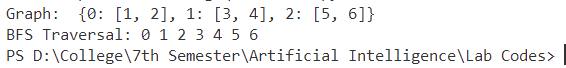 Graph:  {0: [1, 2], 1: [3, 4], 2: [5, 6]}
BFS Traversal: 0 1 2 3 4 5 6
PS D:\College\7th Semester\Artificial Intelligence\Lab Codes>